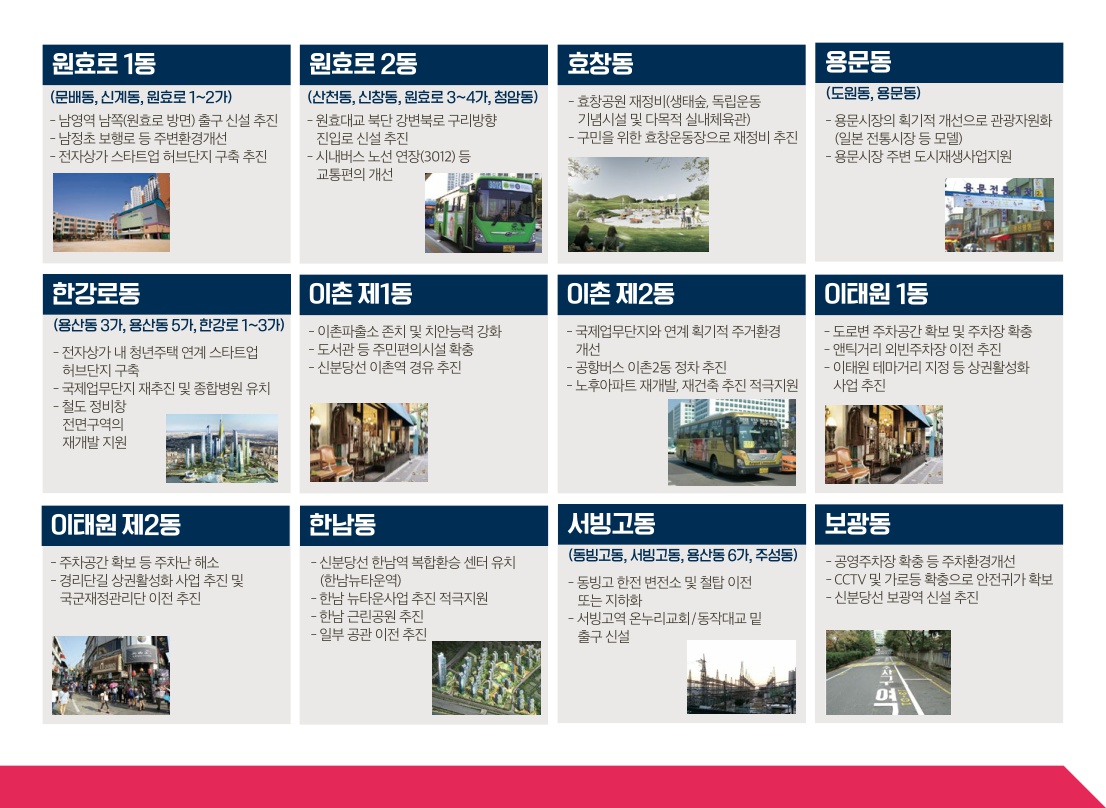 원효로 1동
(문배동, 신계동, 원효로 1~2가)
- 남영역 남쪽(원효로 방면) 출구 신설 추진
- 남정초 보행로 등 주변환경개선
- 전자상가 스타트업 허브단지 구축 추진
원효로 2동
(산천동, 신창동, 원효로 3~4가, 청암동)
- 원효대교 북단 강변북로 구리방향
진입로 신설 추진
- 시내버스 노선 연장(3012) 등
교통편의 개선
효창동
- 효창공원 재정비(생태숲, 독립운동
기념시설 및 다목적 실내체육관)
- 구민을 위한 효창운동장으로 재정비 추진
용문동
(도원동, 용문동)
- 용문시장의 획기적 개선으로 관광자원화
(일본 전통시장 등 모델)
- 용문시장 주변 도시재생사업지원
용문전통시장
한강로동
(용산동 3가, 용산동 5가, 한강로 1~3가)
- 전자상가 내 청년주택 연계 스타트업
허브단지 구축
- 국제업무단지 재추진 및 종합병원 유치
- 철도 정비창
전면구역의
재개발 지원
이촌 제1동
- 이촌파출소 존치 및 치안능력 강화
- 도서관 등 주민편의시설 확충
- 신분당선 이촌역 경유 추진
이촌 제2동
- 국제업무단지와 연계 획기적 주거환경
개선
- 공항버스 이촌2동 정차 추진
- 노후아파트 재개발, 재건축 추진 적극지원
이태원 1동
- 도로변 주차공간 확보 및 주차장 확충
- 앤틱거리 외빈주차장 이전 추진
- 이태원 테마거리 지정 등 상권활성화
사업 추진
이태원 제2동
- 주차공간 확보 등 주차난 해소
- 경리단길 상권활성화 사업 추진 및
국군재정관리단 이전 추진
한남동
- 신분당선 한남역 복합환승 센터 유치
(한남뉴타운역)
- 한남 뉴타운사업 추진 적극지원
- 한남 근린공원 추진
- 일부 공관 이전 추진
서빙고동
(동빙고동, 서빙고동, 용산동 6가, 주성동)
- 동빙고 한전 변전소 및 철탑 이전
또는 지하화
- 서빙고역 온누리교회/동작대교 밑
출구 신설
보광동
- 공영주차장 확충 등 주차환경개선
- CCTV 및 가로등 확충으로 안전귀가 확보
- 신분당선 보광역 신설 추진
역